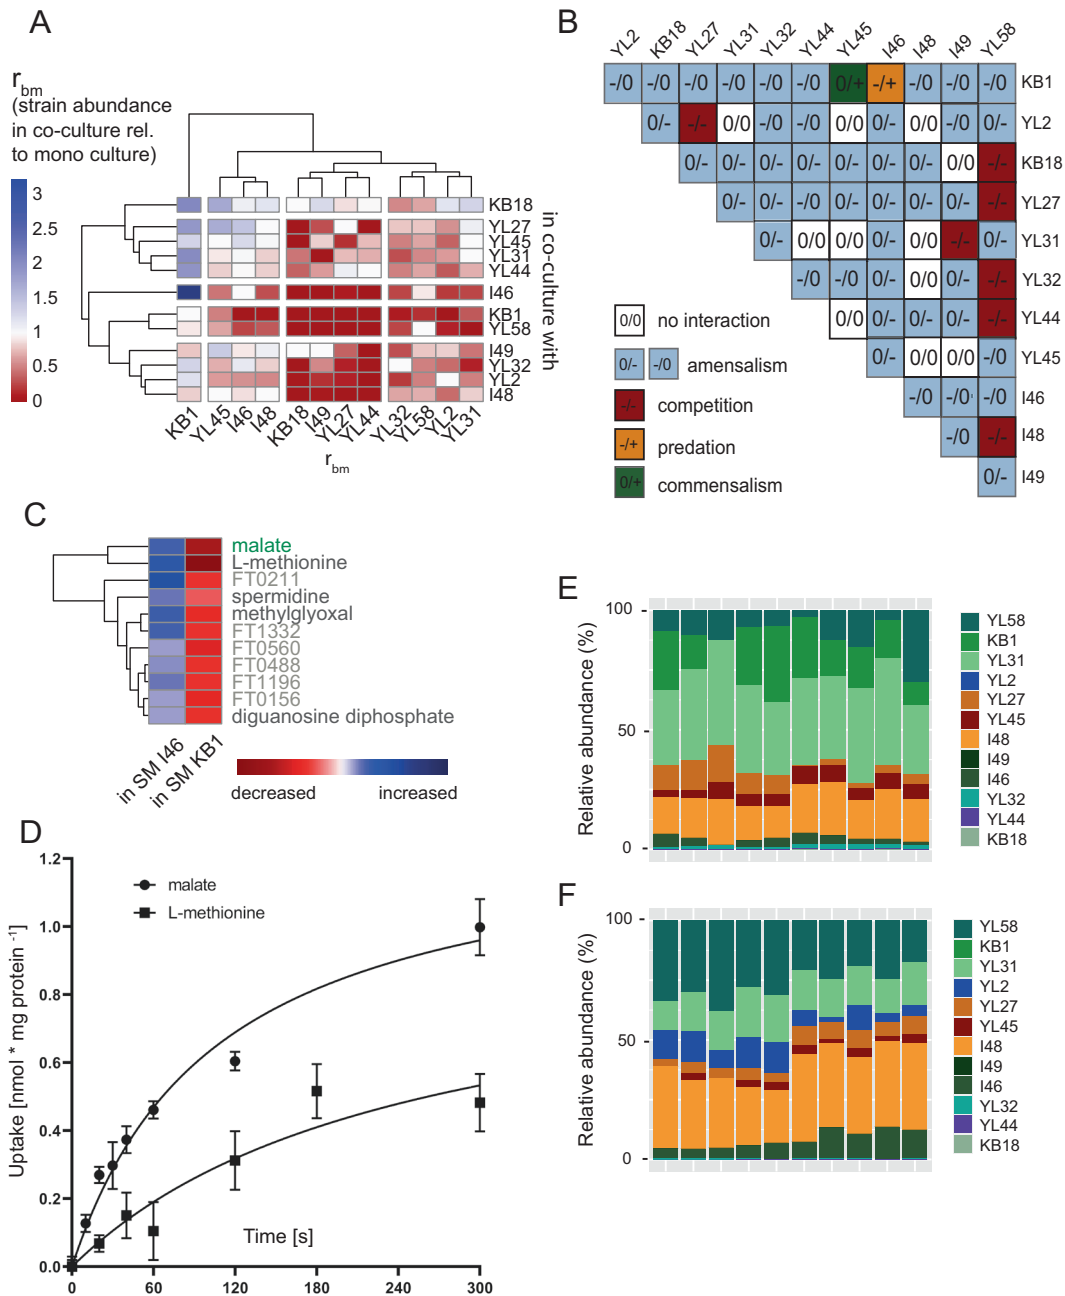 A
r_bm
(strain abundance
in co-culture rel.
to mono culture)
3
2.5
2
1.5
1
0.5
0
KB18
YL27
YL45
YL31
YL44
I46
KB1
YL58
I49
YL32
YL2
I48
in co-culture with
KB1 YL45 I46 I48 KB18 I49 YL27 YL44 YL32 YL58 YL2 YL31
r_bm
B
YL2 KB18 YL27 YL31 YL32 YL44 YL45 I46 I48 I49 YL58
-/0 -/0 -/0 -/0 -/0 -/0 0/+ -/+ -/0 -/0 -/0 KB1
0/- -/- 0/0 -/0 -/0 0/0 0/- 0/0 -/0 0/- YL2
0/- 0/- 0/- 0/- 0/- 0/- 0/- 0/0 -/- KB18
0/- 0/- 0/- 0/- 0/- 0/- 0/- -/- YL27
0/- 0/0 0/0 0/- 0/0 -/- 0/- YL31
-/0 -/0 0/- 0/0 0/- -/- YL32
0/0 0/- 0/- 0/- -/- YL44
0/- 0/0 0/0 -/0 YL45
-/0 -/0 -/0 I46
-/0 -/- I48
0/- I49
0/0 no interaction
0/- -/0 amensalism
-/- competition
-/+ predation
0/+ commensalism
C
malate
L-methionine
FT0211
spermidine
methylglyoxal
FT1332
FT0560
FT0488
FT1196
FT0156
diguanosine diphosphate
in SM I46
in SM KB1
decreased increased
D
Uptake [nmol * mg protein ⁻¹]
1.2
1.0
0.8
0.6
0.4
0.2
0.0
malate
L-methionine
Time [s]
0 60 120 180 240 300
E
Relative abundance (%)
100
50
0
YL58
KB1
YL31
YL2
YL27
YL45
I48
I49
I46
YL32
YL44
KB18
F
Relative abundance (%)
100
50
0
YL58
KB1
YL31
YL2
YL27
YL45
I48
I49
I46
YL32
YL44
KB18